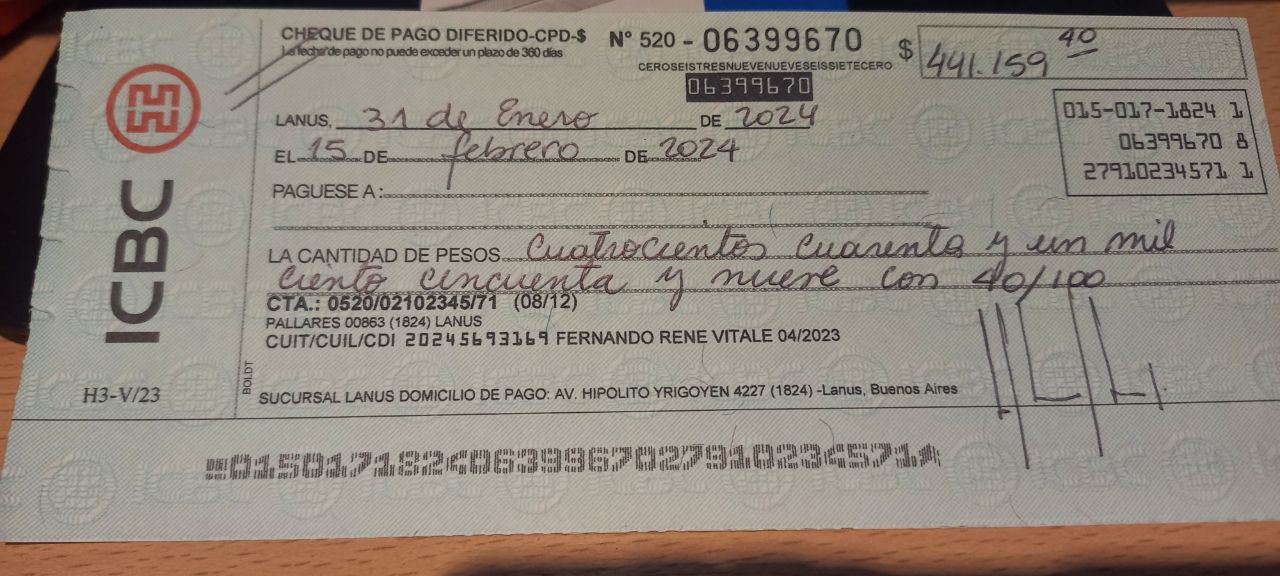 CHEQUE DE PAGO DIFERIDO-CPD-$ N° 520 - 06399670 $ 441.159 40
La fecha de pago no puede exceder un plazo de 360 días
CEROSEISTRESNUEVENUEVESEISSIETECERO
06399670
015-017-1824 1
06399670 8
27910234571 1
LANUS, 31 de Enero DE 2024
EL 15 DE febrero DE 2024
PAGUESE A :
LA CANTIDAD DE PESOS Cuatrocientos cuarenta y un mil
ciento cincuenta y nueve con 40/100
CTA.: 0520/02102345/71 (08/12)
PALLARES 00863 (1824) LANUS
CUIT/CUIL/CDI 20245693169 FERNANDO RENE VITALE 04/2023
SUCURSAL LANUS DOMICILIO DE PAGO: AV. HIPOLITO YRIGOYEN 4227 (1824) -Lanus, Buenos Aires
ICBC
H3-V/23
BOLDT
01501718240639967027910234571